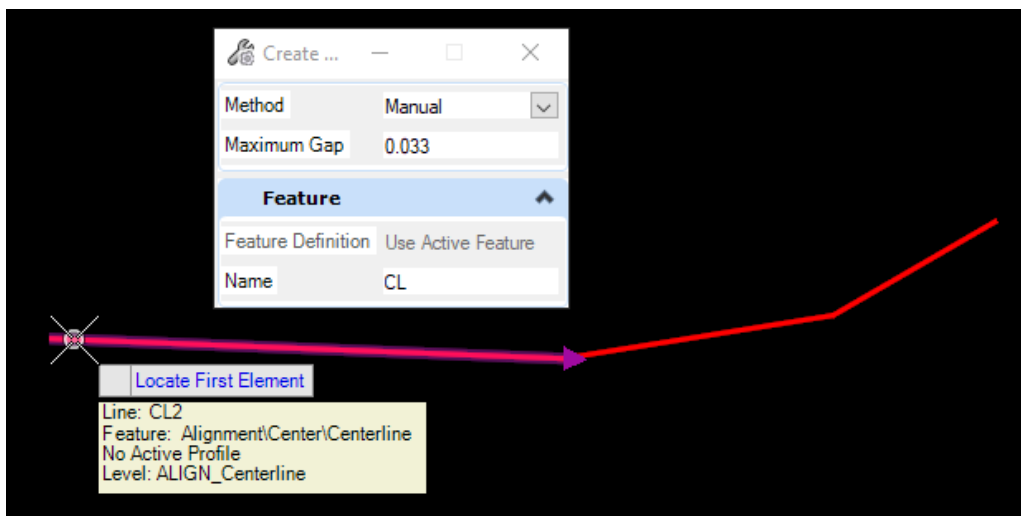 Create ...
Method Manual
Maximum Gap 0.033
Feature
Feature Definition Use Active Feature
Name CL
Locate First Element
Line: CL2
Feature: Alignment\Center\Centerline
No Active Profile
Level: ALIGN_Centerline